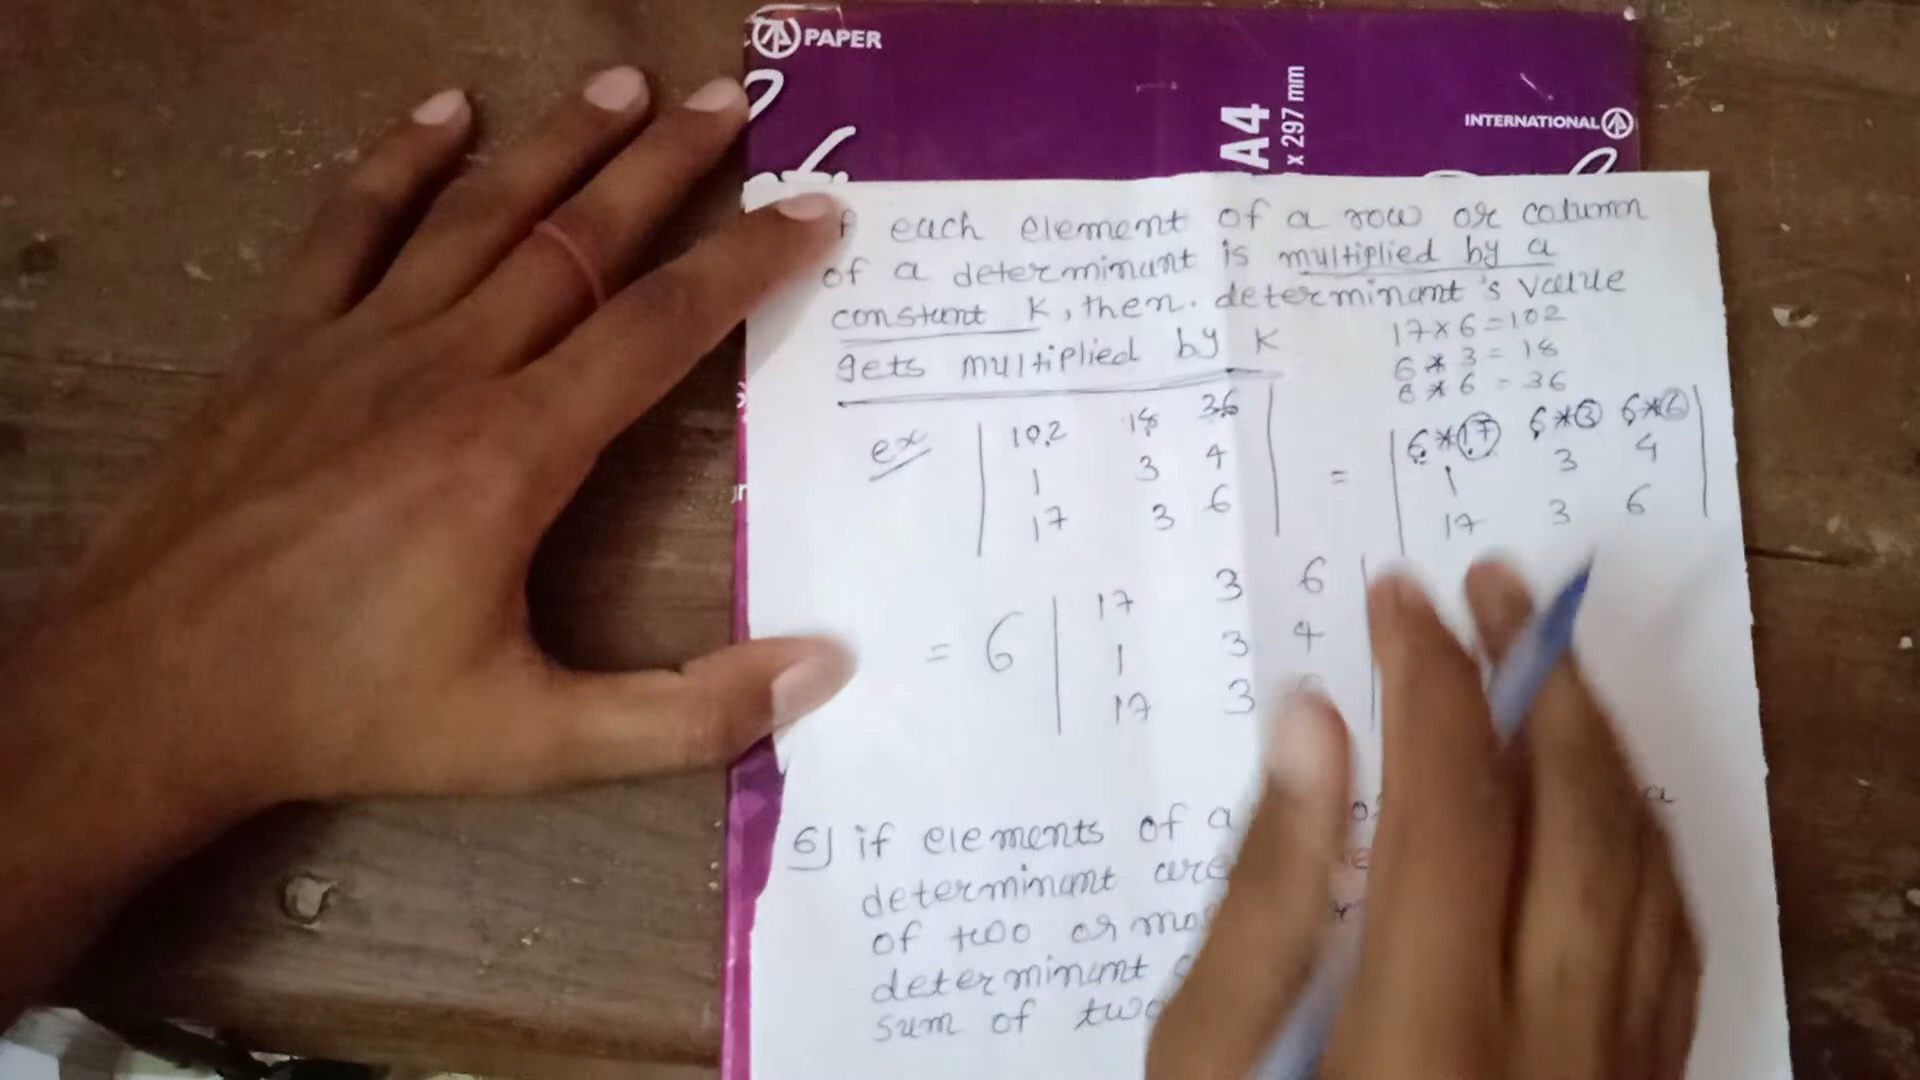 PAPER
A4
x 297 mm
INTERNATIONAL
f each element of a row or column
of a determinant is multiplied by a
constant K, then. determinant's value
gets multiplied by K
17 × 6 = 102
6 * 3 = 18
6 * 6 = 36
ex | 102 18 36 | = | 6*17 6*3 6*6 |
| 1 3 4 | | 1 3 4 |
| 17 3 6 | | 17 3 6 |
= 6 | 17 3 6 |
| 1 3 4 |
| 17 3
6) if elements of a
determinant are
of two or mo
determinant
sum of two